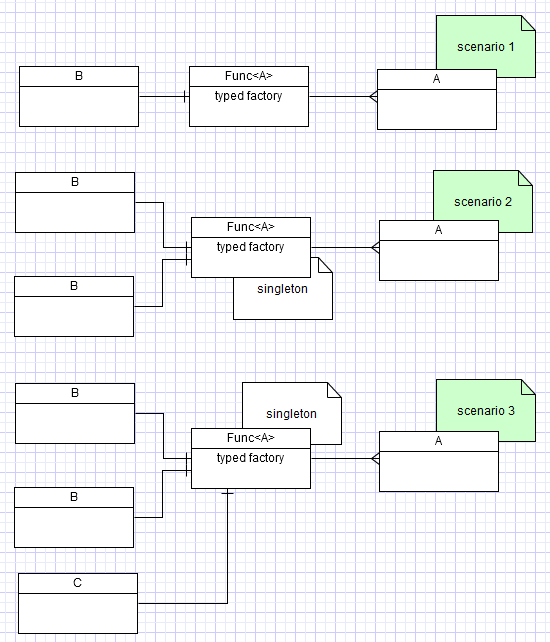 scenario 1
B
Func<A>
typed factory
A
scenario 2
B
Func<A>
typed factory
A
B
singleton
scenario 3
B
singleton
Func<A>
typed factory
A
B
C